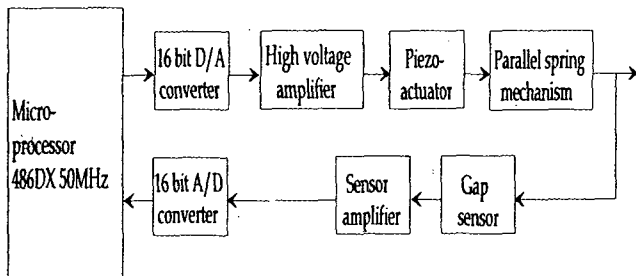 Micro-
processor
486DX 50MHz
16 bit D/A
converter
High voltage
amplifier
Piezo-
actuator
Parallel spring
mechanism
16 bit A/D
converter
Sensor
amplifier
Gap
sensor